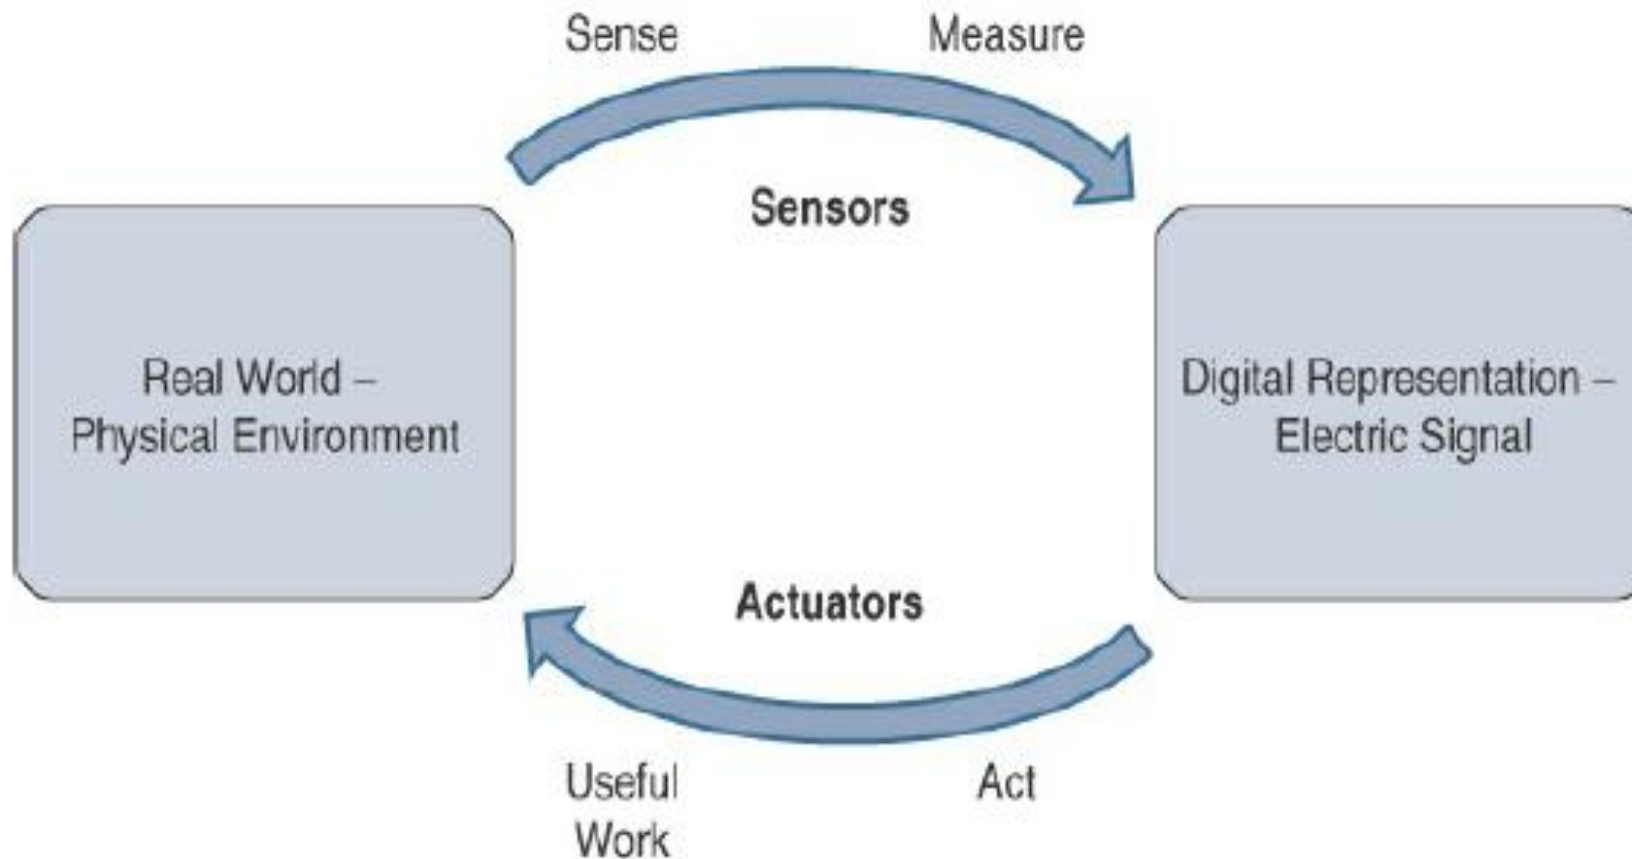 Sense Measure
Sensors
Real World –
Physical Environment
Digital Representation –
Electric Signal
Actuators
Useful
Work
Act